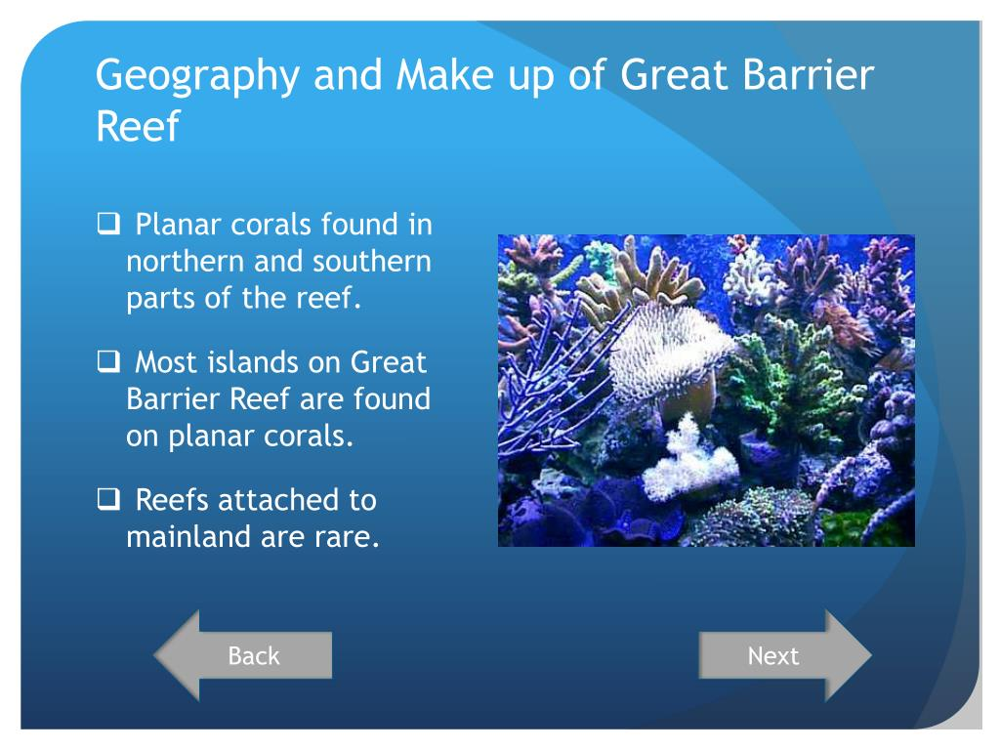 Geography and Make up of Great Barrier
Reef
❑ Planar corals found in
northern and southern
parts of the reef.
❑ Most islands on Great
Barrier Reef are found
on planar corals.
❑ Reefs attached to
mainland are rare.
Back
Next